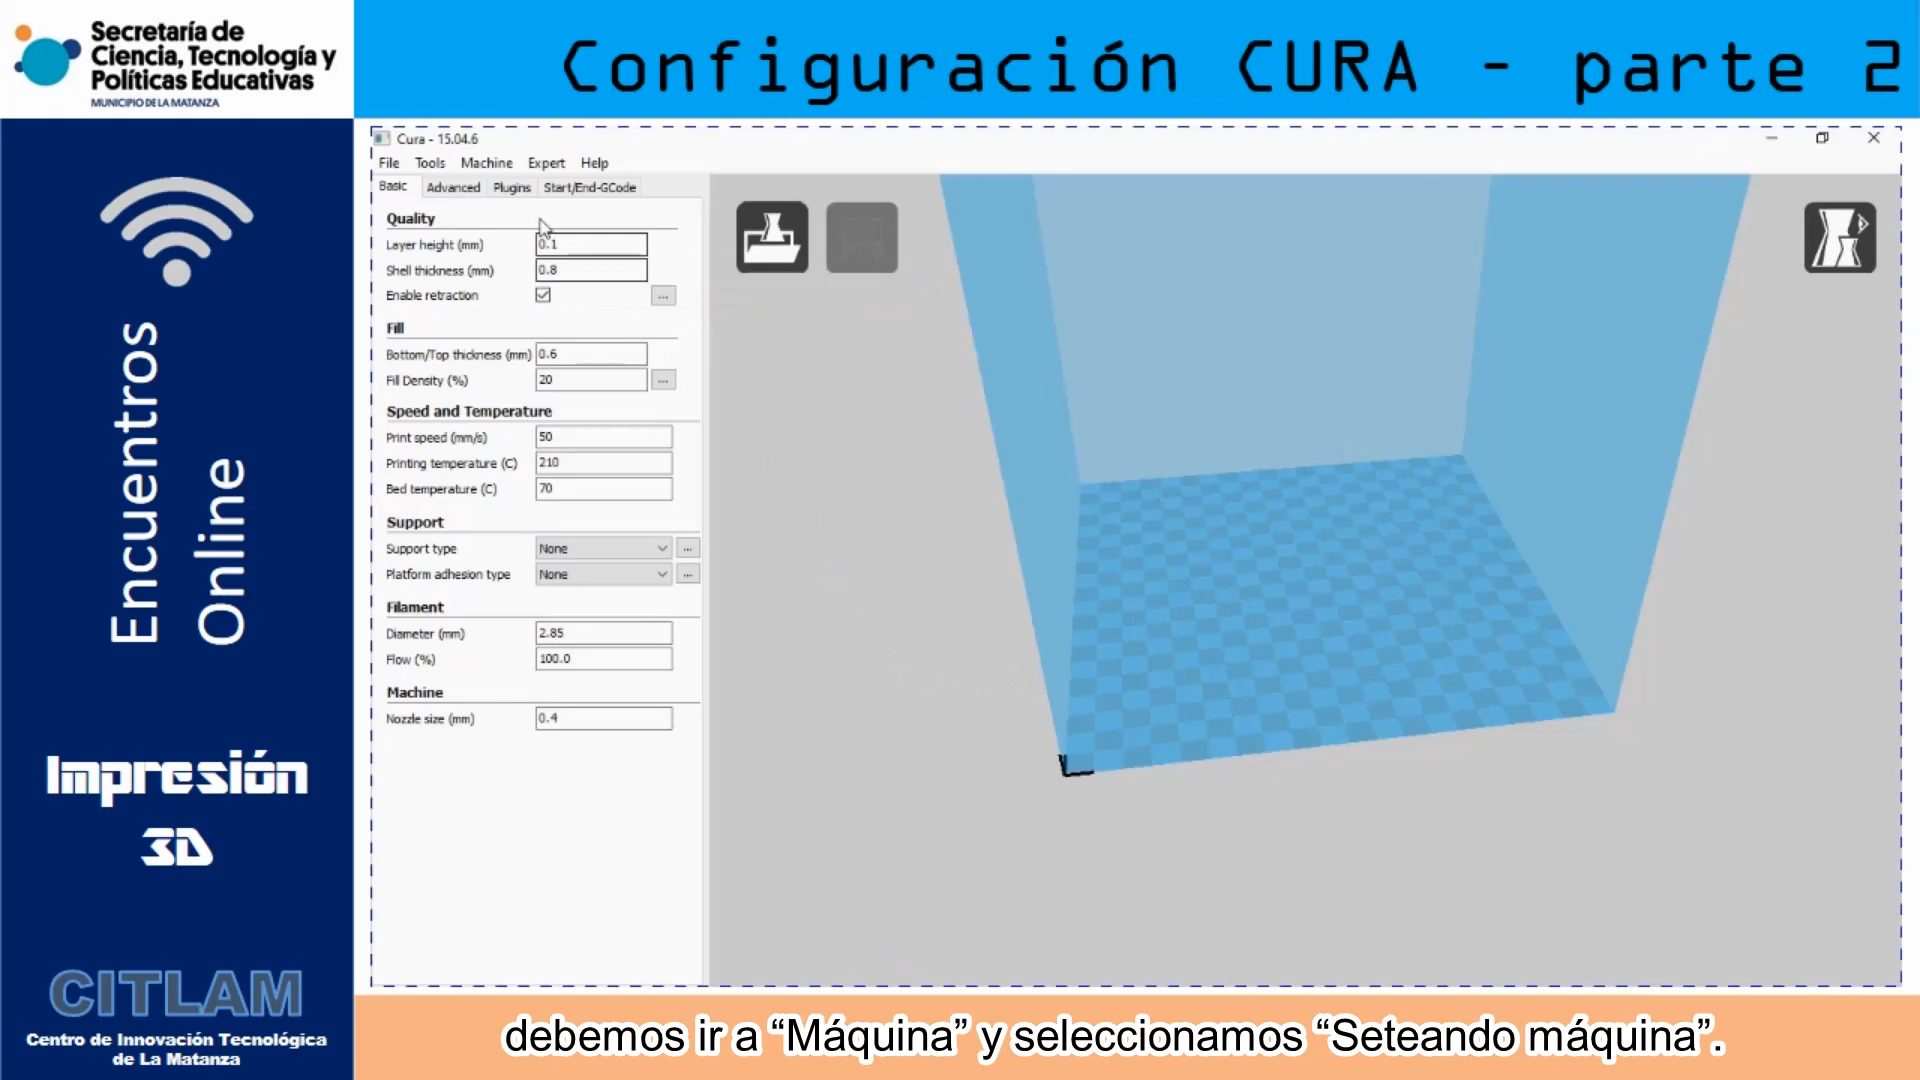 Secretaría de
Ciencia, Tecnología y
Políticas Educativas
MUNICIPIO DE LA MATANZA
Configuración CURA - parte 2
Encuentros
Online
Impresión
3D
CITLAM
Centro de Innovación Tecnológica
de La Matanza
Cura - 15.04.6
File Tools Machine Expert Help
Basic Advanced Plugins Start/End-GCode
Quality
Layer height (mm) 0.1
Shell thickness (mm) 0.8
Enable retraction ...
Fill
Bottom/Top thickness (mm) 0.6
Fill Density (%) 20 ...
Speed and Temperature
Print speed (mm/s) 50
Printing temperature (C) 210
Bed temperature (C) 70
Support
Support type None ...
Platform adhesion type None ...
Filament
Diameter (mm) 2.85
Flow (%) 100.0
Machine
Nozzle size (mm) 0.4
debemos ir a “Máquina” y seleccionamos “Seteando máquina”.